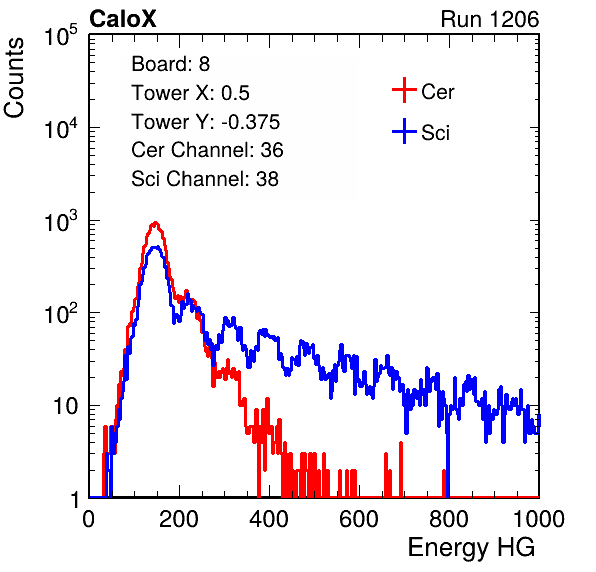 CaloX Run 1206
Counts
Board: 8
Tower X: 0.5
Tower Y: -0.375
Cer Channel: 36
Sci Channel: 38
Cer
Sci
10^5
10^4
10^3
10^2
10
1
0 200 400 600 800 1000
Energy HG